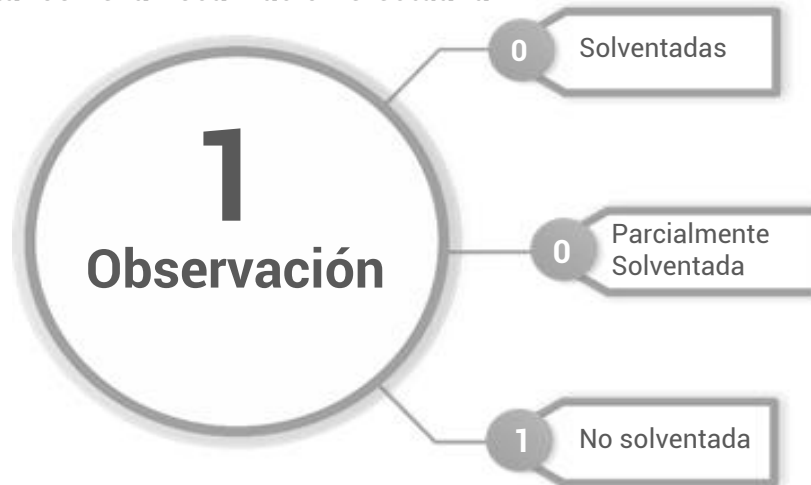 1
Observación
0
Solventadas
0
Parcialmente
Solventada
1
No solventada